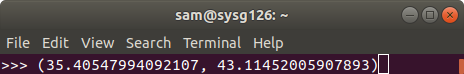 sam@sysg126: ~
File Edit View Search Terminal Help
>>> (35.40547994092107, 43.11452005907893)